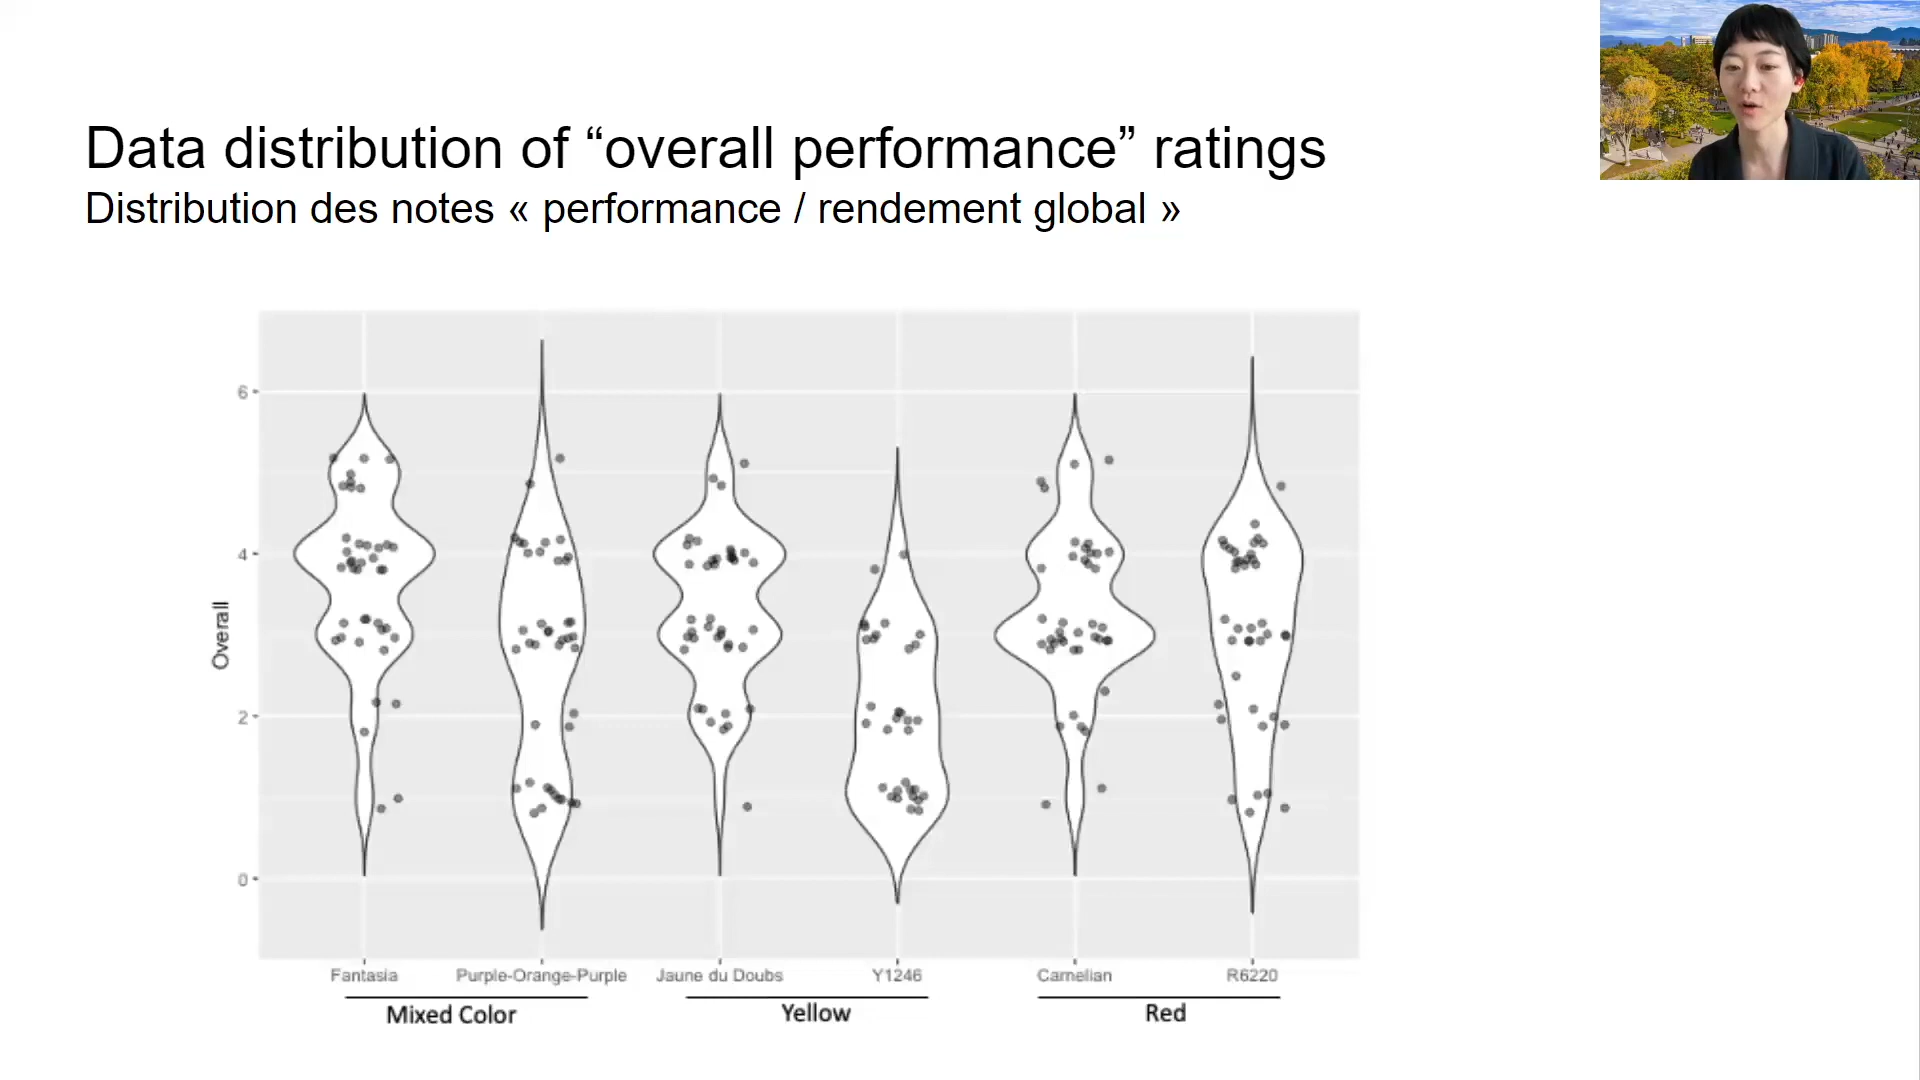 Data distribution of “overall performance” ratings
Distribution des notes « performance / rendement global »
6
4
2
0
Overall
Fantasia Purple-Orange-Purple Jaune du Doubs Y1246 Carnelian R6220
Mixed Color Yellow Red